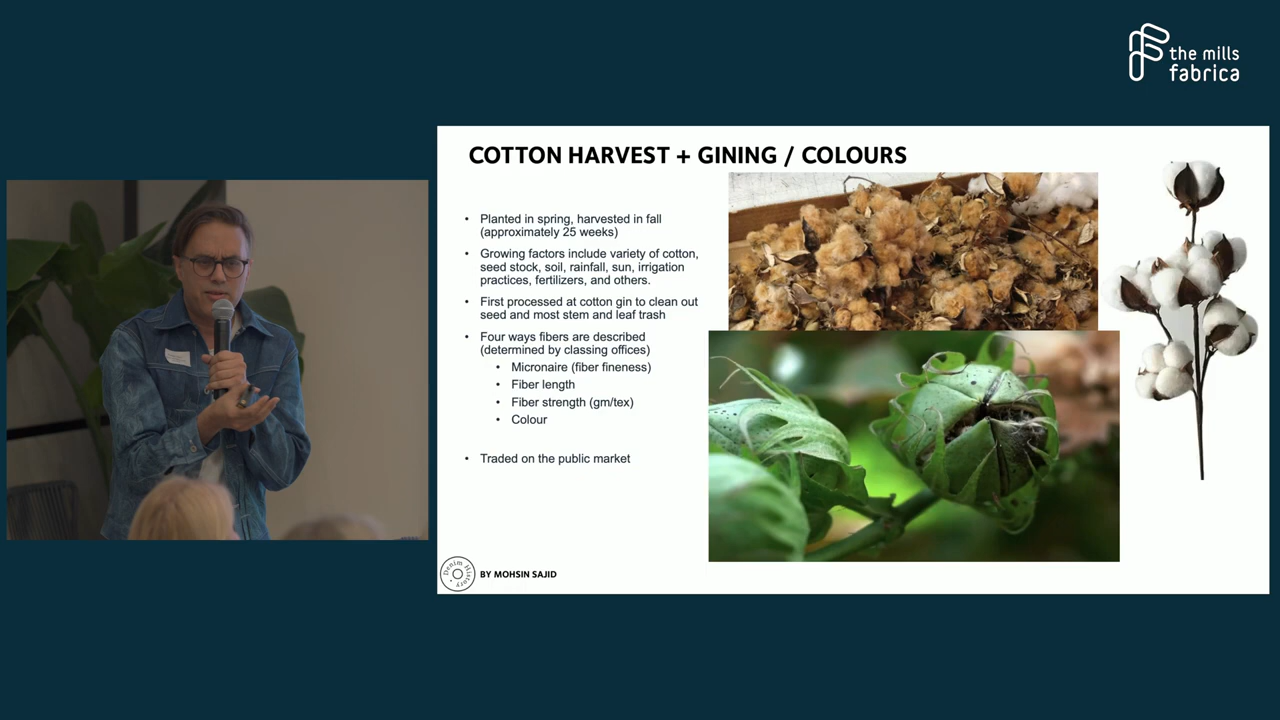 the mills
fabrica
COTTON HARVEST + GINING / COLOURS
• Planted in spring, harvested in fall
(approximately 25 weeks)
• Growing factors include variety of cotton,
seed stock, soil, rainfall, sun, irrigation
practices, fertilizers, and others.
• First processed at cotton gin to clean out
seed and most stem and leaf trash
• Four ways fibers are described
(determined by classing offices)
• Micronaire (fiber fineness)
• Fiber length
• Fiber strength (gm/tex)
• Colour
• Traded on the public market
Denim History
BY MOHSIN SAJID